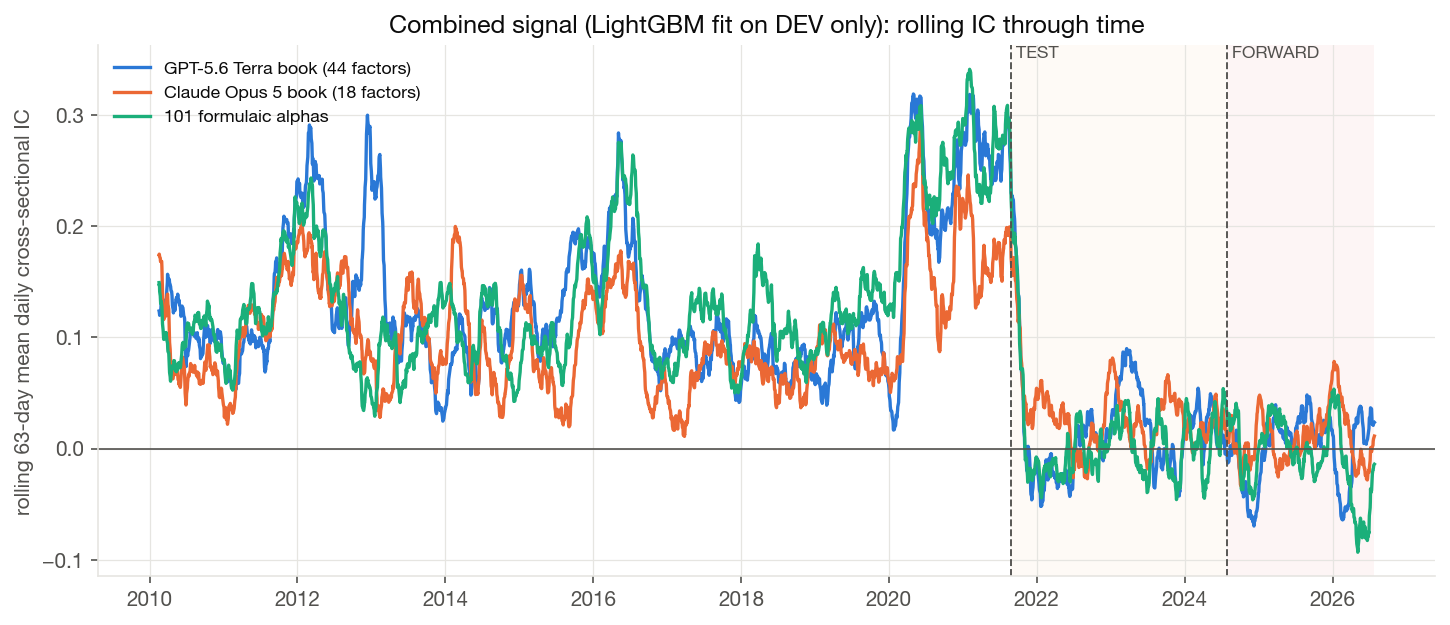 Combined signal (LightGBM fit on DEV only): rolling IC through time
TEST
FORWARD
GPT-5.6 Terra book (44 factors)
Claude Opus 5 book (18 factors)
101 formulaic alphas
rolling 63-day mean daily cross-sectional IC
0.3
0.2
0.1
0.0
−0.1
2010
2012
2014
2016
2018
2020
2022
2024
2026